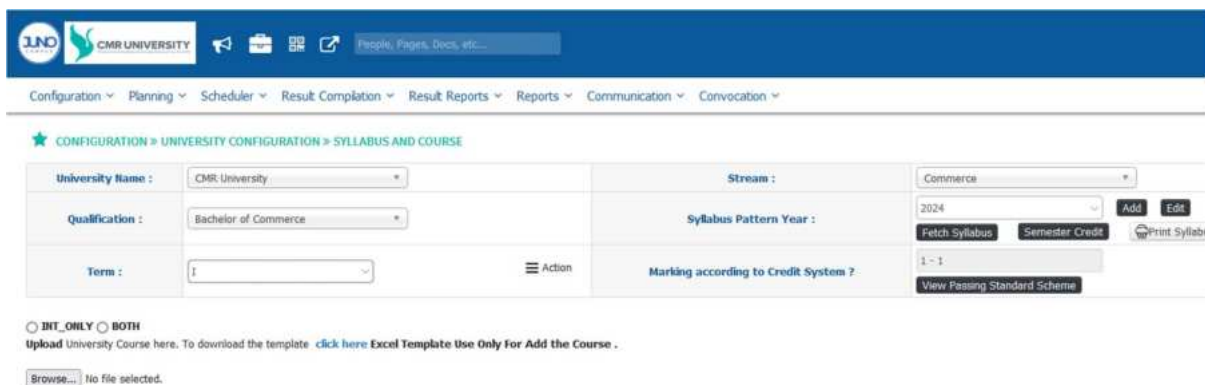 JUNO CMR UNIVERSITY People, Pages, Docs, etc...
Configuration Planning Scheduler Result Compilation Result Reports Reports Communication Convocation
CONFIGURATION » UNIVERSITY CONFIGURATION » SYLLABUS AND COURSE
University Name : CMR University Stream : Commerce
Qualification : Bachelor of Commerce Syllabus Pattern Year : 2024 Add Edit
Fetch Syllabus Semester Credit Print Syllabu
Term : I Action Marking according to Credit System ? 1 - 1
View Passing Standard Scheme
INT_ONLY BOTH
Upload University Course here. To download the template click here Excel Template Use Only For Add the Course .
Browse... No file selected.